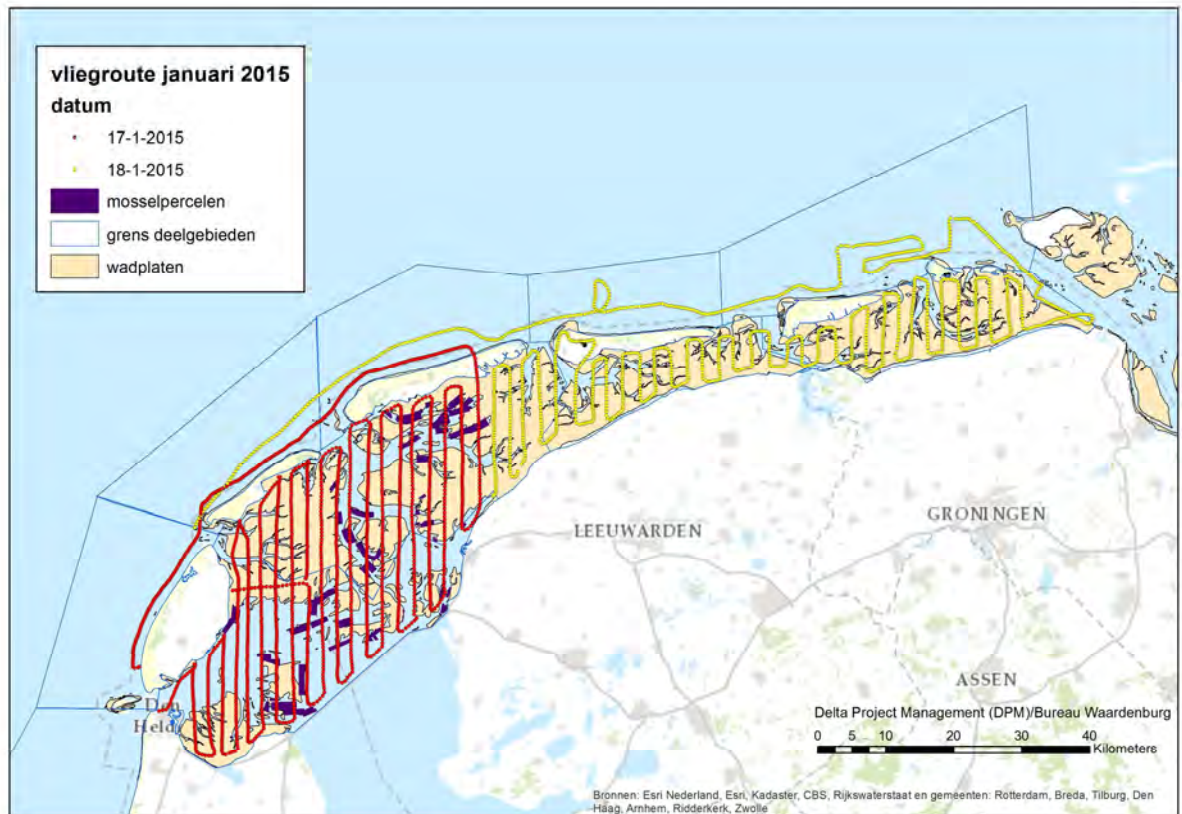 vliegroute januari 2015
datum
17-1-2015
18-1-2015
mosselpercelen
grens deelgebieden
wadplaten
LEEUWARDEN
GRONINGEN
Den
Held
ASSEN
Delta Project Management (DPM)/Bureau Waardenburg
0 5 10 20 30 40
Kilometers
Bronnen: Esri Nederland, Esri, Kadaster, CBS, Rijkswaterstaat en gemeenten: Rotterdam, Breda, Tilburg, Den
Haag, Arnhem, Ridderkerk, Zwolle